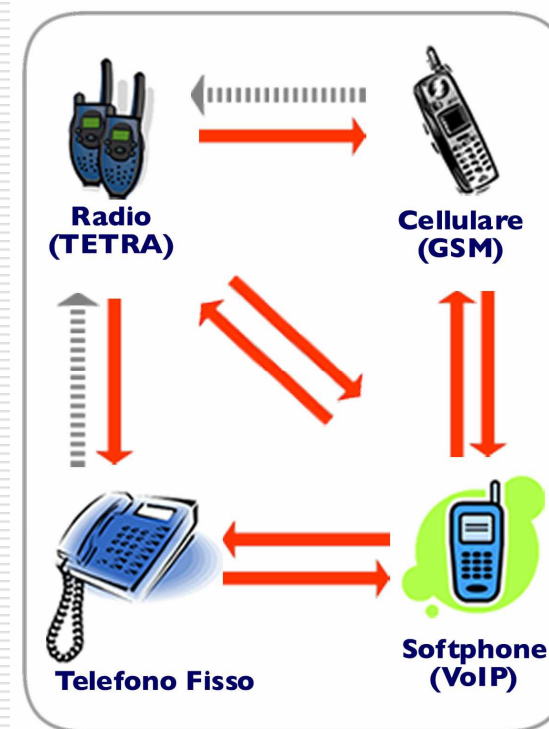 Radio
(TETRA)
Cellulare
(GSM)
Telefono Fisso
Softphone
(VoIP)